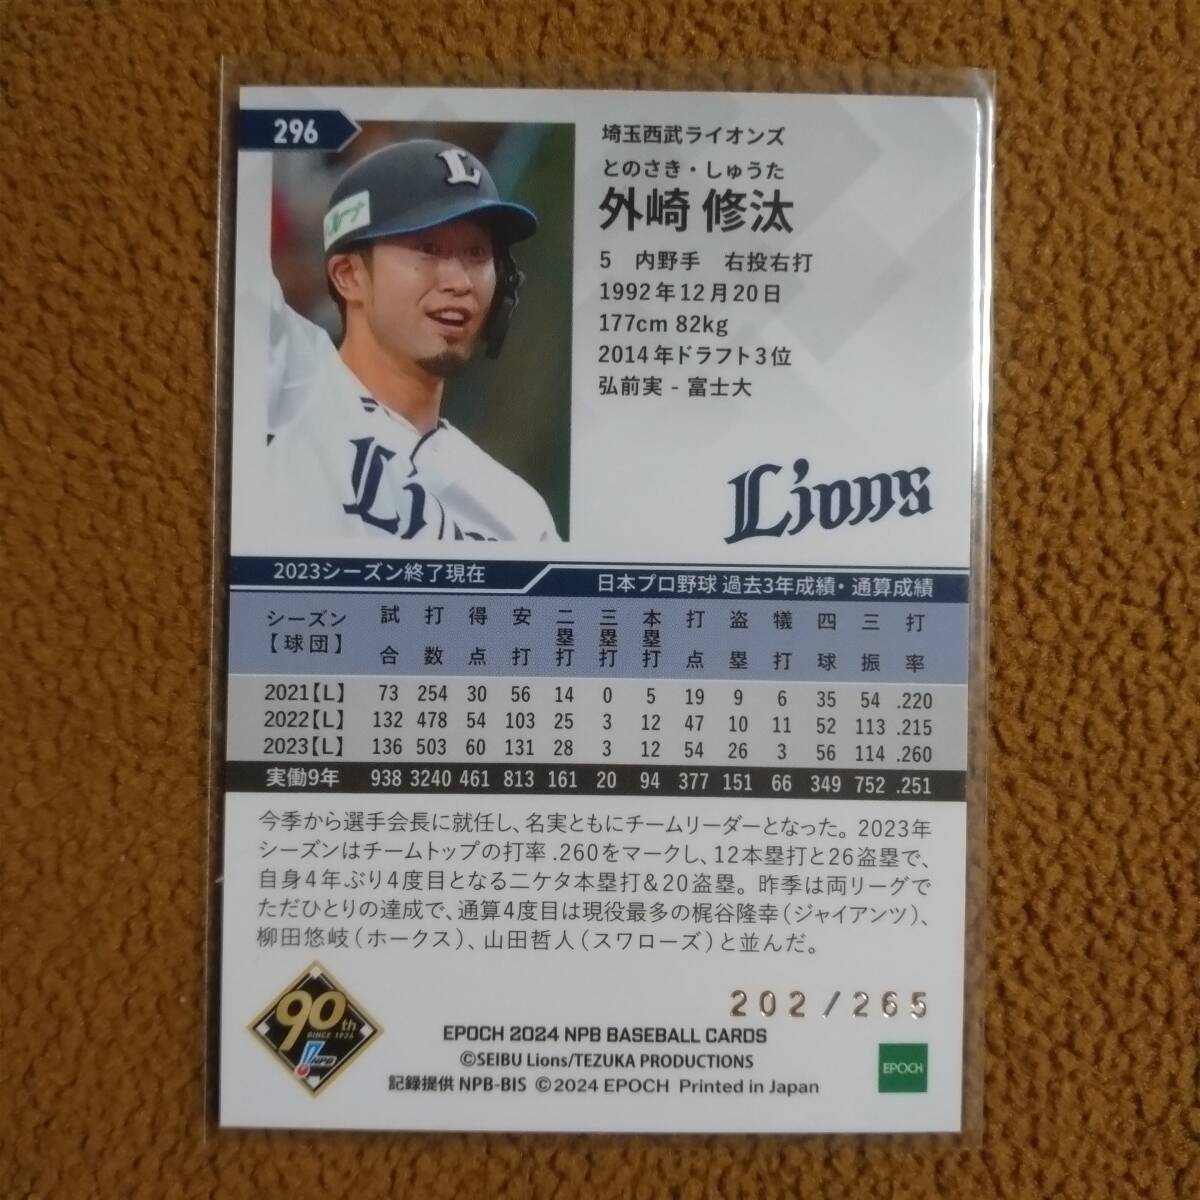 296
埼玉西武ライオンズ
とのさき・しゅうた
外崎 修汰
5 内野手 右投右打
1992年12月20日
177cm 82kg
2014年ドラフト3位
弘前実 - 富士大
L
Lions
Lions
2023シーズン終了現在
日本プロ野球 過去3年成績・通算成績
シーズン【球団】 試合 打数 得点 安打 二塁打 三塁打 本塁打 打点 盗塁 犠打 四球 三振 打率
2021【L】 73 254 30 56 14 0 5 19 9 6 35 54 .220
2022【L】 132 478 54 103 25 3 12 47 10 11 52 113 .215
2023【L】 136 503 60 131 28 3 12 54 26 3 56 114 .260
実働9年 938 3240 461 813 161 20 94 377 151 66 349 752 .251
今季から選手会長に就任し、名実ともにチームリーダーとなった。2023年
シーズンはチームトップの打率.260をマークし、12本塁打と26盗塁で、
自身4年ぶり4度目となる二ケタ本塁打&20盗塁。昨季は両リーグで
ただひとりの達成で、通算4度目は現役最多の梶谷隆幸(ジャイアンツ)、
柳田悠岐(ホークス)、山田哲人(スワローズ)と並んだ。
202/265
90th
SINCE 1934
NPB
EPOCH 2024 NPB BASEBALL CARDS
©SEIBU Lions/TEZUKA PRODUCTIONS
記録提供 NPB-BIS ©2024 EPOCH Printed in Japan
EPOCH